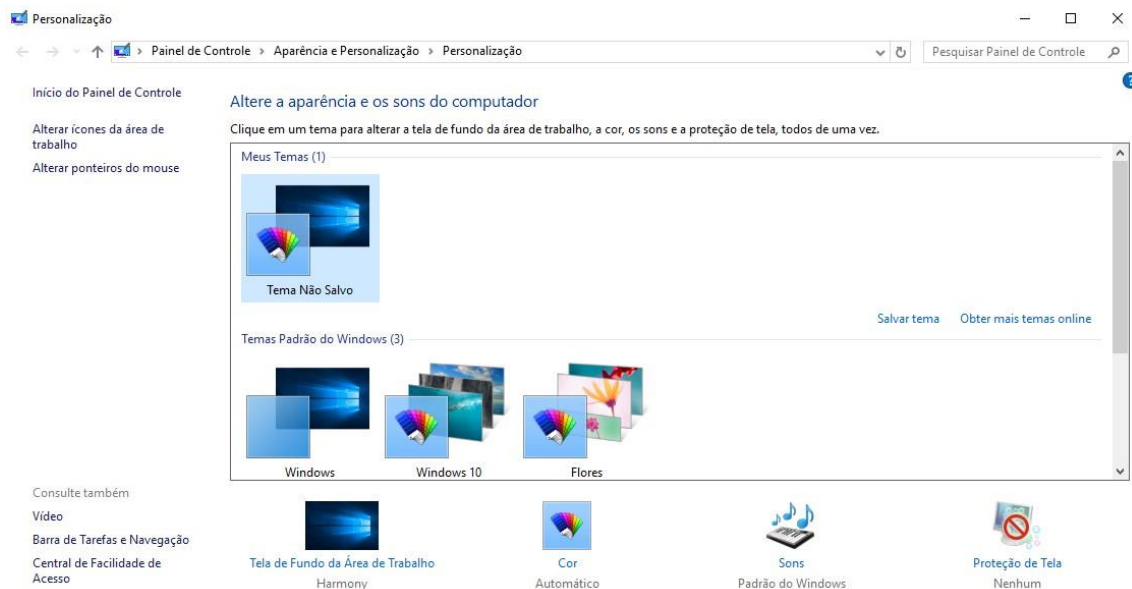 Personalização
Painel de Controle > Aparência e Personalização > Personalização
Pesquisar Painel de Controle
Início do Painel de Controle
Alterar ícones da área de
trabalho
Alterar ponteiros do mouse
Altere a aparência e os sons do computador
Clique em um tema para alterar a tela de fundo da área de trabalho, a cor, os sons e a proteção de tela, todos de uma vez.
Meus Temas (1)
Tema Não Salvo
Salvar tema Obter mais temas online
Temas Padrão do Windows (3)
Windows Windows 10 Flores
Consulte também
Vídeo
Barra de Tarefas e Navegação
Central de Facilidade de
Acesso
Tela de Fundo da Área de Trabalho
Harmony
Cor
Automático
Sons
Padrão do Windows
Proteção de Tela
Nenhum